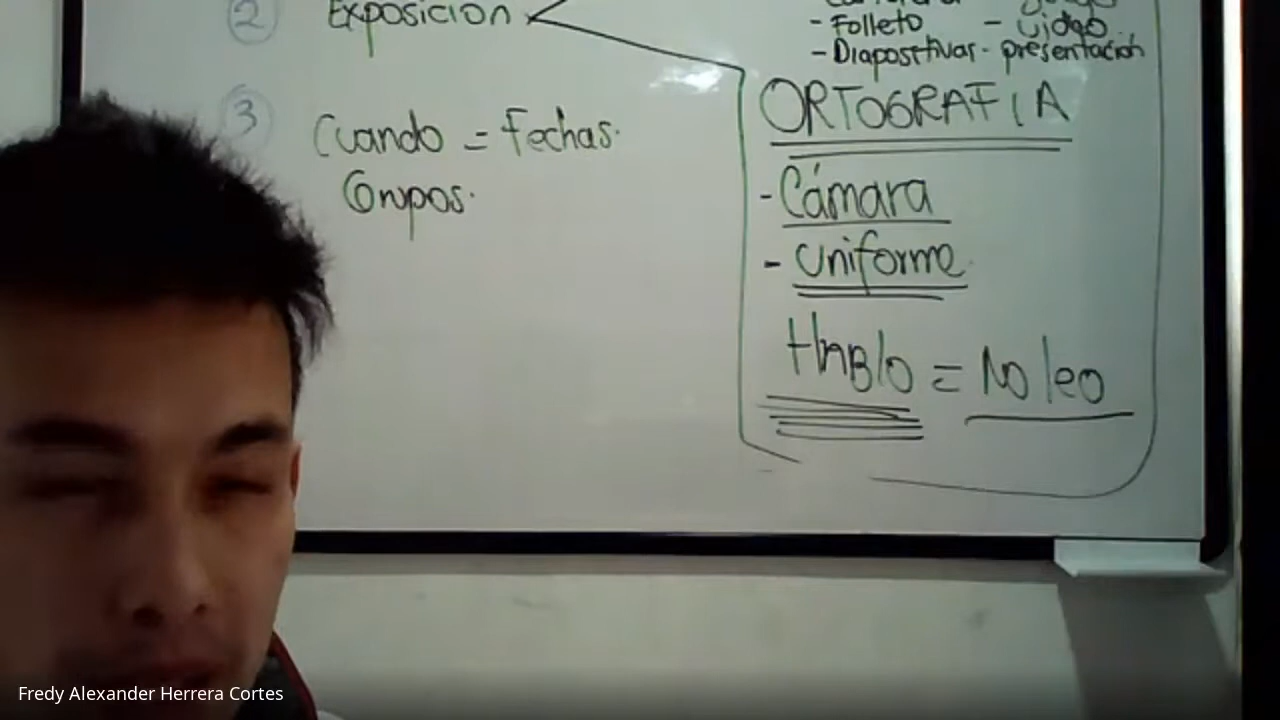 2 Exposición
- Folleto - video
- Diapositivas - presentación
ORTOGRAFIA
3 Cuando = Fechas.
Grupos.
- Cámara
- Uniforme
HABlo = No leo
Fredy Alexander Herrera Cortes